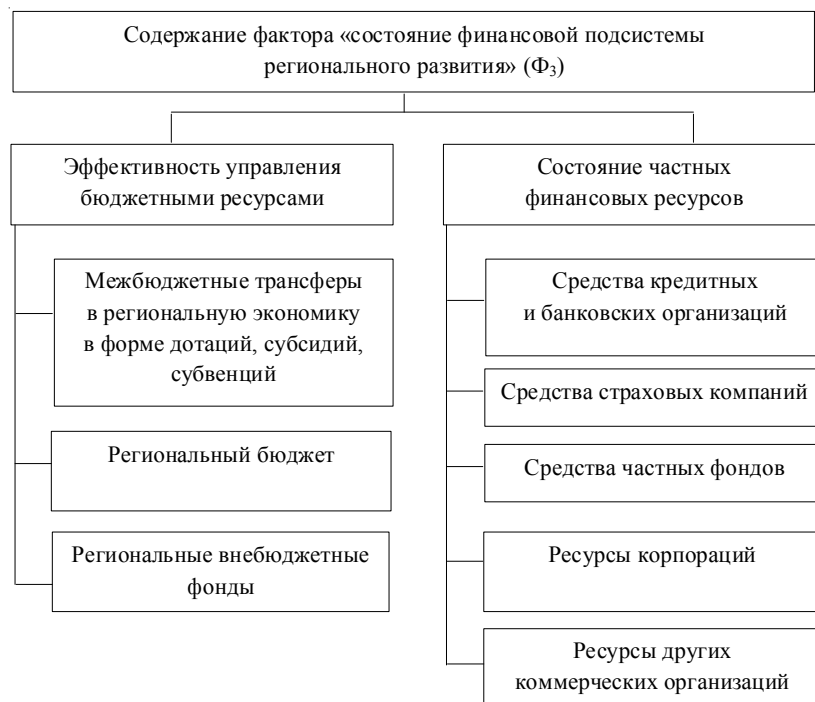 Содержание фактора «состояние финансовой подсистемы
регионального развития» (Ф₃)
Эффективность управления
бюджетными ресурсами
Межбюджетные трансферы
в региональную экономику
в форме дотаций, субсидий,
субвенций
Региональный бюджет
Региональные внебюджетные
фонды
Состояние частных
финансовых ресурсов
Средства кредитных
и банковских организаций
Средства страховых компаний
Средства частных фондов
Ресурсы корпораций
Ресурсы других
коммерческих организаций